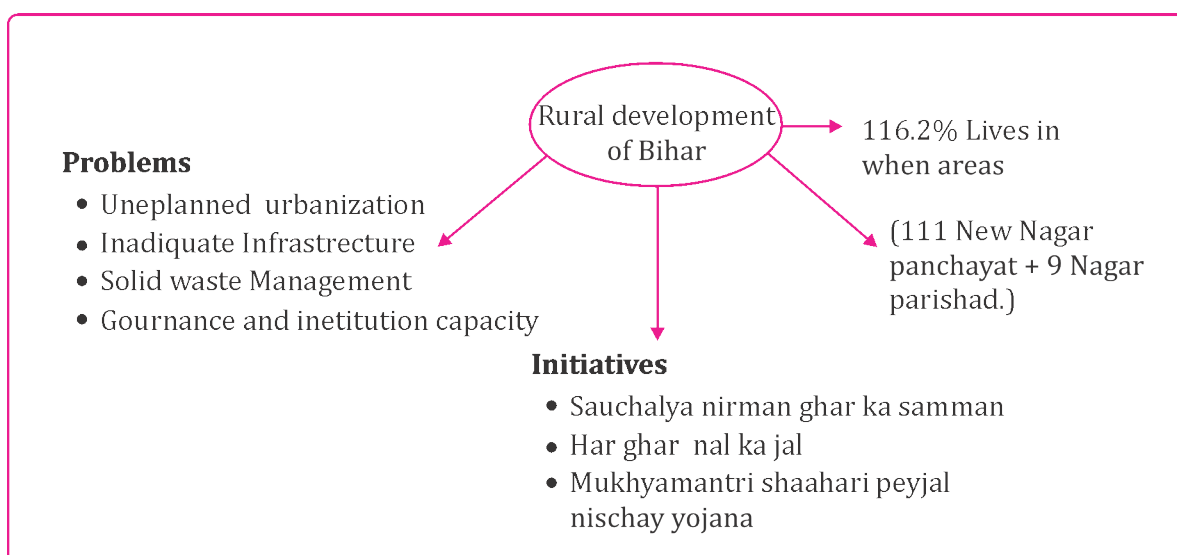 Rural development
of Bihar
116.2% Lives in
when areas
(111 New Nagar
panchayat + 9 Nagar
parishad.)
Problems
• Uneplanned urbanization
• Inadiquate Infrastrecture
• Solid waste Management
• Gournance and inetitution capacity
Initiatives
• Sauchalya nirman ghar ka samman
• Har ghar nal ka jal
• Mukhyamantri shaahari peyjal
nischay yojana